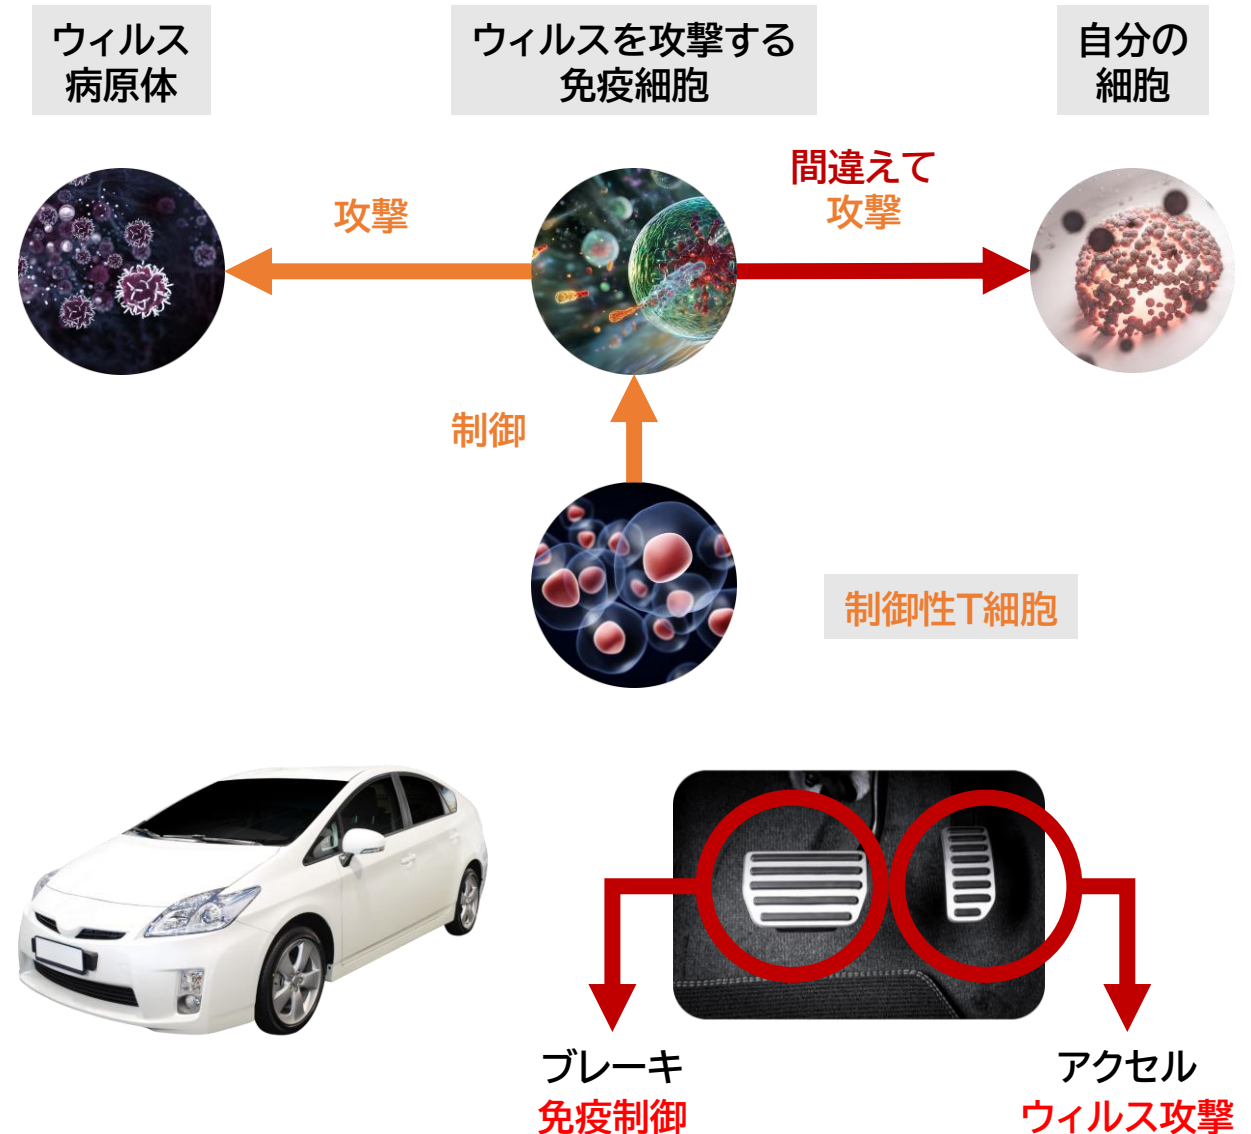 ウィルス
病原体
ウィルスを攻撃する
免疫細胞
自分の
細胞
攻撃
間違えて
攻撃
制御
制御性T細胞
ブレーキ
免疫制御
アクセル
ウィルス攻撃